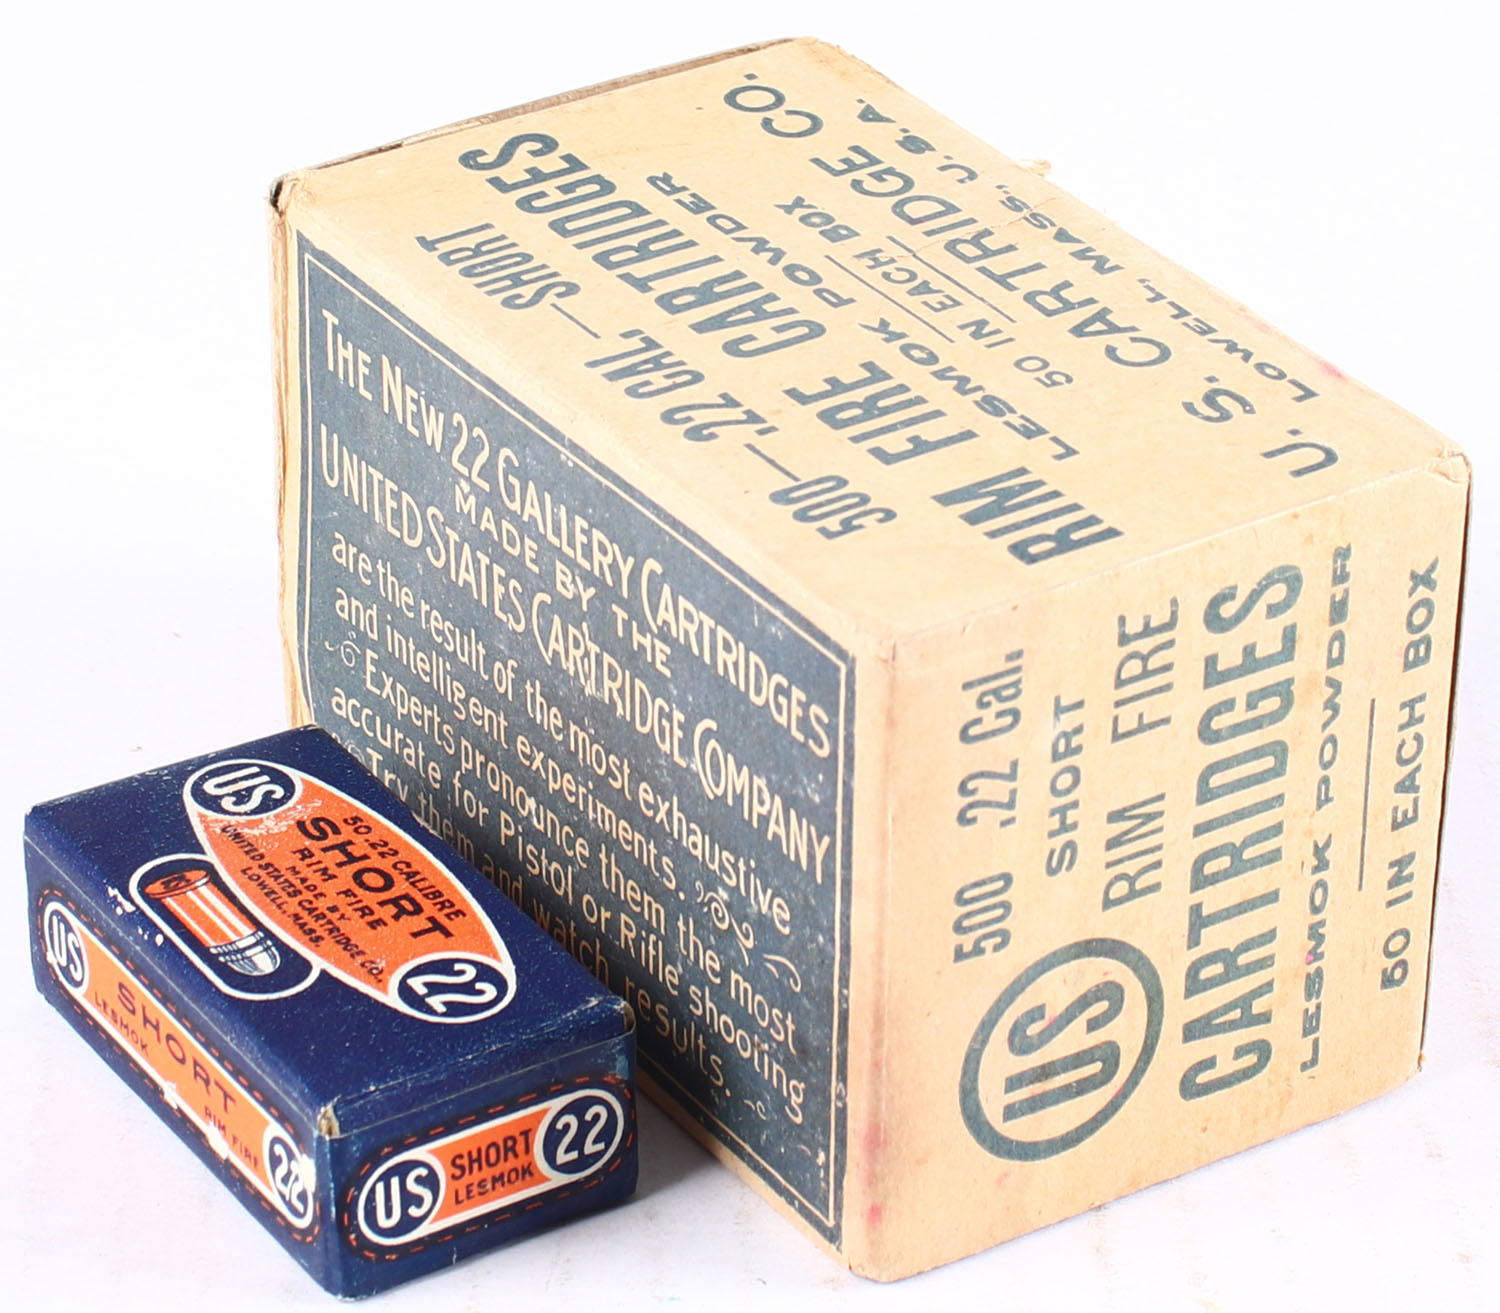 500—.22 CAL.—SHORT
RIM FIRE CARTRIDGES
LESMOK POWDER
50 IN EACH BOX
U.S. CARTRIDGE CO.
LOWELL, MASS., U.S.A.
THE NEW 22 GALLERY CARTRIDGES
MADE BY THE
UNITED STATES CARTRIDGE COMPANY
are the result of the most exhaustive
and intelligent experiments.
Experts pronounce them the most
accurate for Pistol or Rifle shooting
Try them and watch results.
500 .22 Cal.
SHORT
RIM FIRE
CARTRIDGES
LESMOK POWDER
50 IN EACH BOX
US
US
50.22 CALIBRE
SHORT
RIM FIRE
MADE BY
UNITED STATES CARTRIDGE CO.,
LOWELL, MASS.
22
US
SHORT
LESMOK RIM FIRE
22
US
SHORT
LESMOK
22